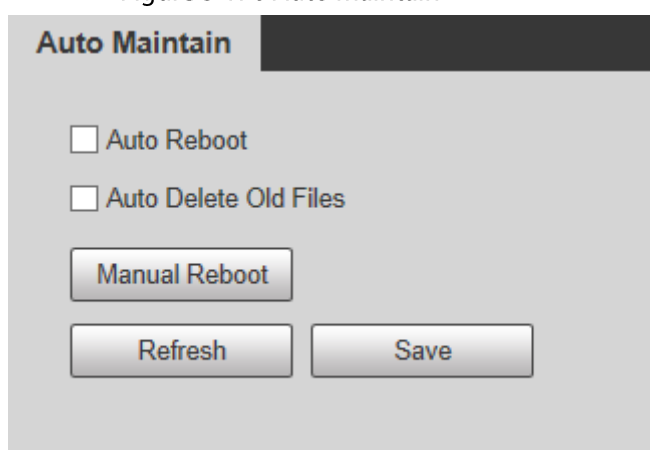 Auto Maintain
Auto Reboot
Auto Delete Old Files
Manual Reboot
Refresh Save